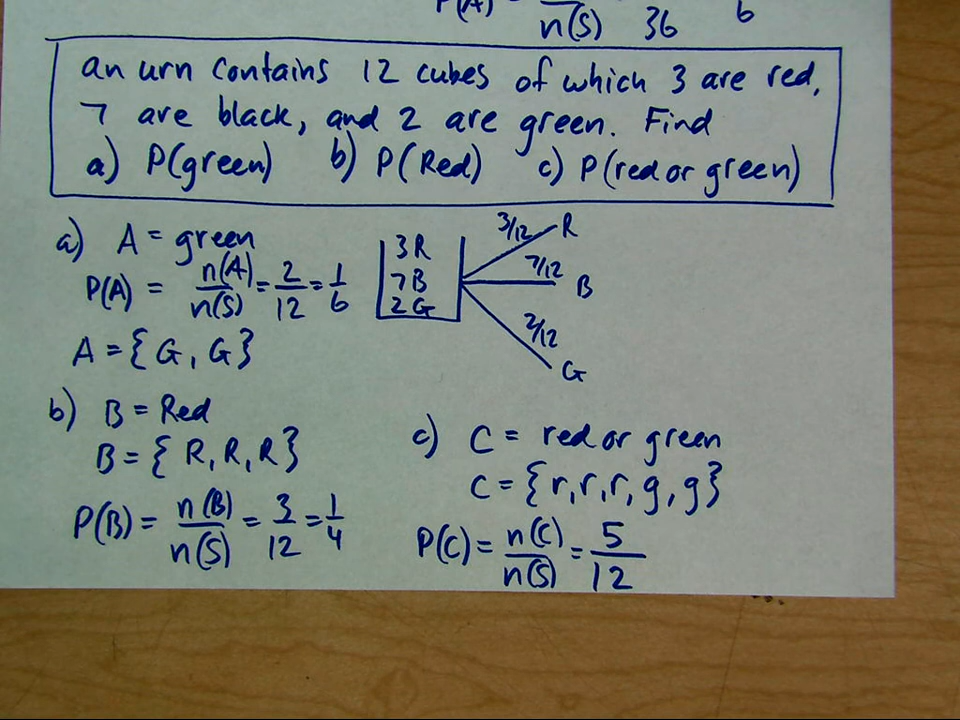 P(A) =
n(S) 36 6
an urn contains 12 cubes of which 3 are red,
7 are black, and 2 are green. Find
a) P(green) b) P(Red) c) P(red or green)
a) A = green
P(A) = n(A)/n(S) = 2/12 = 1/6
A = {G, G}
3R
7B
2G
3/12 R
7/12 B
2/12 G
b) B = Red
B = {R, R, R}
P(B) = n(B)/n(S) = 3/12 = 1/4
c) C = red or green
C = {r, r, r, g, g}
P(C) = n(C)/n(S) = 5/12